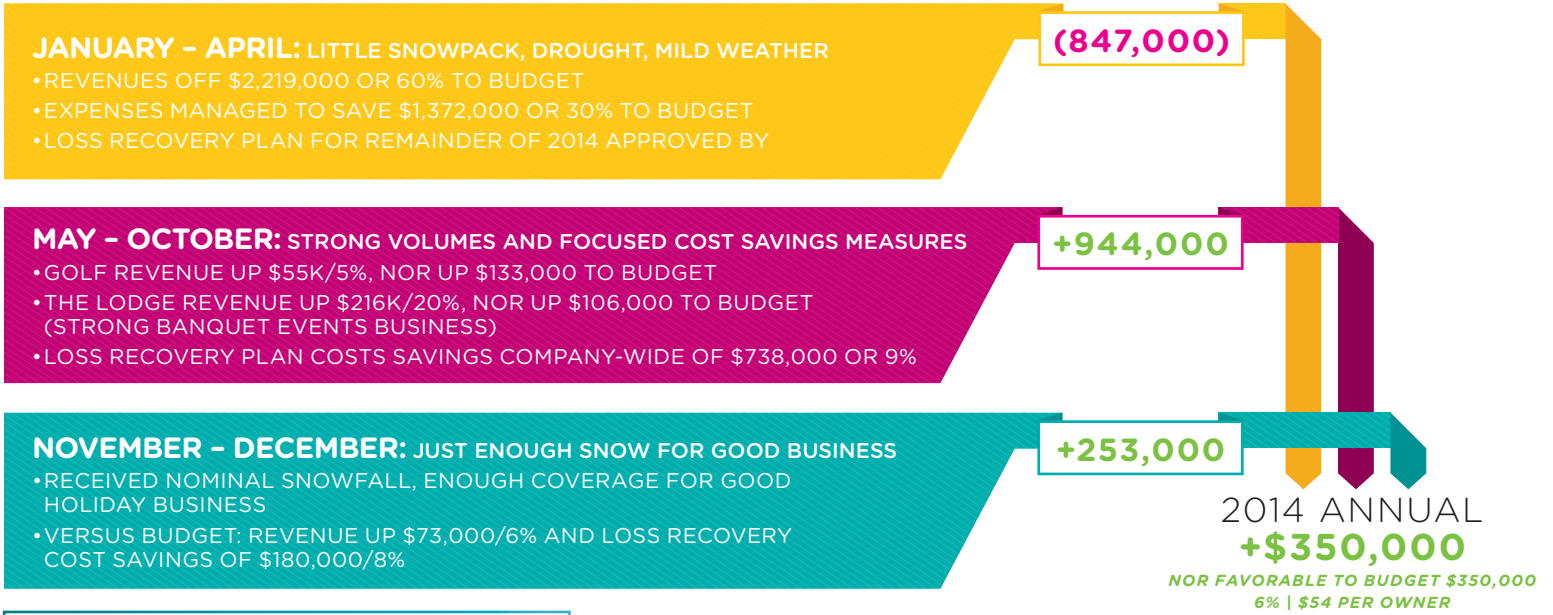 JANUARY – APRIL: LITTLE SNOWPACK, DROUGHT, MILD WEATHER
•REVENUES OFF $2,219,000 OR 60% TO BUDGET
•EXPENSES MANAGED TO SAVE $1,372,000 OR 30% TO BUDGET
•LOSS RECOVERY PLAN FOR REMAINDER OF 2014 APPROVED BY
(847,000)
MAY – OCTOBER: STRONG VOLUMES AND FOCUSED COST SAVINGS MEASURES
•GOLF REVENUE UP $55K/5%, NOR UP $133,000 TO BUDGET
•THE LODGE REVENUE UP $216K/20%, NOR UP $106,000 TO BUDGET
(STRONG BANQUET EVENTS BUSINESS)
•LOSS RECOVERY PLAN COSTS SAVINGS COMPANY-WIDE OF $738,000 OR 9%
+944,000
NOVEMBER – DECEMBER: JUST ENOUGH SNOW FOR GOOD BUSINESS
•RECEIVED NOMINAL SNOWFALL, ENOUGH COVERAGE FOR GOOD
HOLIDAY BUSINESS
•VERSUS BUDGET: REVENUE UP $73,000/6% AND LOSS RECOVERY
COST SAVINGS OF $180,000/8%
+253,000
2014 ANNUAL
+$350,000
NOR FAVORABLE TO BUDGET $350,000
6% | $54 PER OWNER